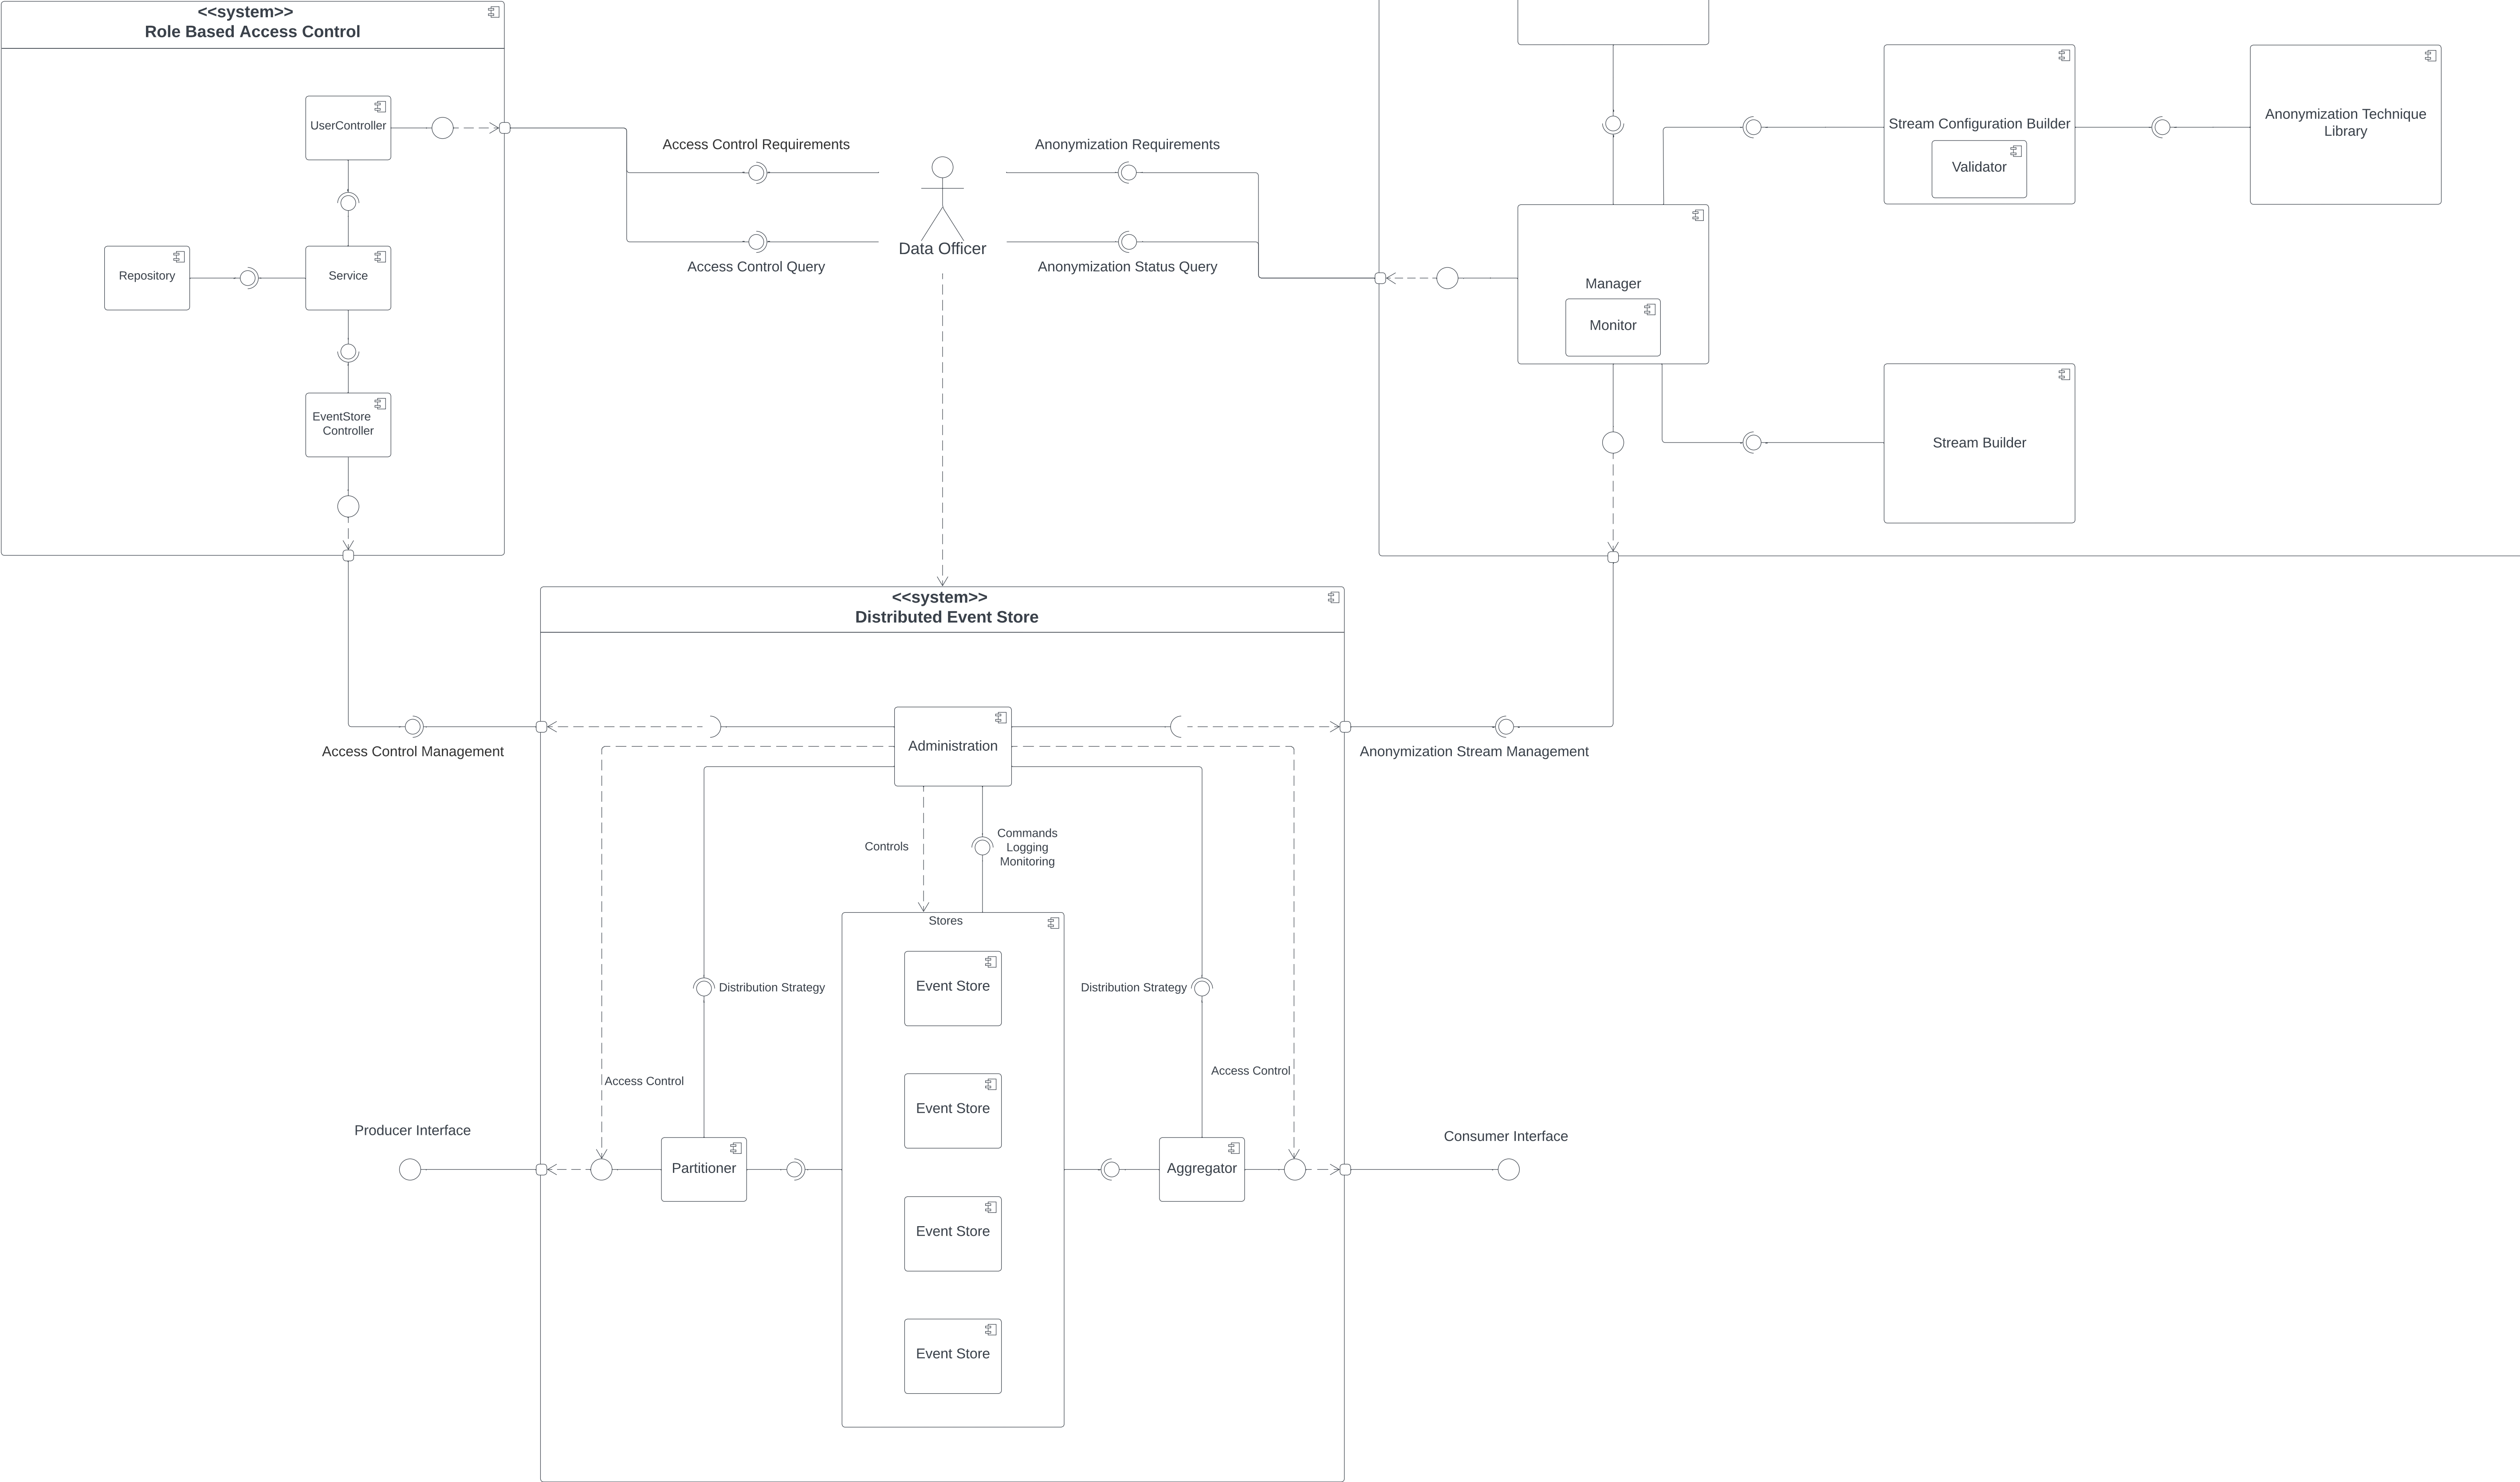 <<system>>
Role Based Access Control
UserController
Service
Repository
EventStore
Controller
Access Control Requirements
Access Control Query
Data Officer
Anonymization Requirements
Anonymization Status Query
Manager
Monitor
Stream Configuration Builder
Validator
Anonymization Technique
Library
Stream Builder
<<system>>
Distributed Event Store
Access Control Management
Administration
Anonymization Stream Management
Controls
Commands
Logging
Monitoring
Stores
Event Store
Event Store
Event Store
Event Store
Distribution Strategy
Distribution Strategy
Access Control
Access Control
Producer Interface
Partitioner
Aggregator
Consumer Interface